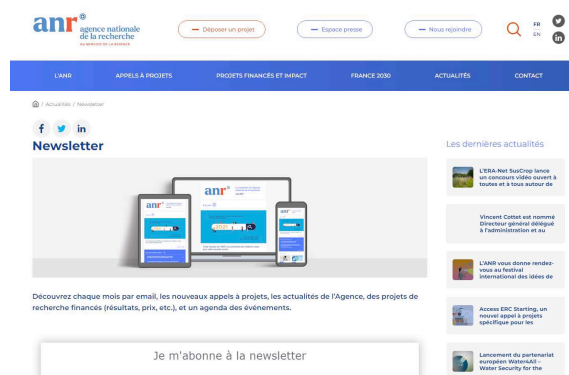 anr
agence nationale
de la recherche
AU SERVICE DE LA SCIENCE
Déposer un projet
Espace presse
Nous rejoindre
FR
EN
L'ANR
APPELS À PROJETS
PROJETS FINANCÉS ET IMPACT
FRANCE 2030
ACTUALITÉS
CONTACT
/ Actualités / Newsletter
Newsletter
anr
anr
anr
2021
Découvrez chaque mois par email, les nouveaux appels à projets, les actualités de l'Agence, des projets de
recherche financés (résultats, prix, etc.), et un agenda des événements.
Je m'abonne à la newsletter
Les dernières actualités
L'ERA-Net SusCrop lance
un concours vidéo ouvert à
toutes et à tous autour de
Vincent Cottet est nommé
Directeur général délégué
à l'administration et au
L'ANR vous donne rendez-
vous au festival
international des idées de
Access ERC Starting, un
nouvel appel à projets
spécifique pour les
Lancement du partenariat
européen Water4All –
Water Security for the